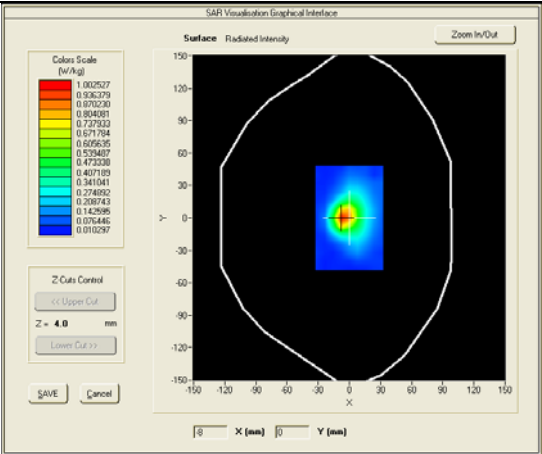 SAR Visualisation Graphical Interface
Surface Radiated Intensity
Zoom In/Out
Colors Scale
(W/kg)
1.002527
0.936379
0.870230
0.804081
0.737933
0.671784
0.605635
0.539487
0.473338
0.407189
0.341041
0.274892
0.208743
0.142595
0.076446
0.010297
150-
120-
90-
60-
30-
Y 0-
-30-
-60-
-90-
-120-
-150-
-150 -120 -90 -60 -30 0 30 60 90 120 150
X
Z-Cuts Control
<< Upper Cut
Z = 4.0 mm
Lower Cut >>
SAVE Cancel
-8 X (mm) 0 Y (mm)